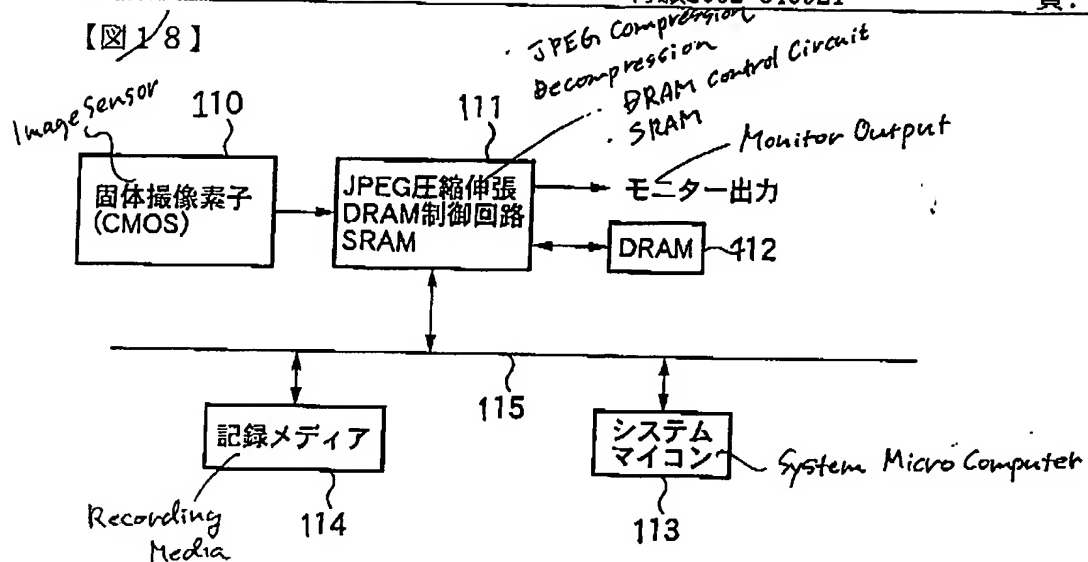 頁:
【図18】
Image Sensor
· JPEG Compression
Decompression
· DRAM Control Circuit
· SRAM
110
111
Monitor Output
固体撮像素子
(CMOS)
JPEG圧縮伸張
DRAM制御回路
SRAM
モニター出力
DRAM
112
115
記録メディア
システム
マイコン
System Micro Computer
Recording
Media
114
113